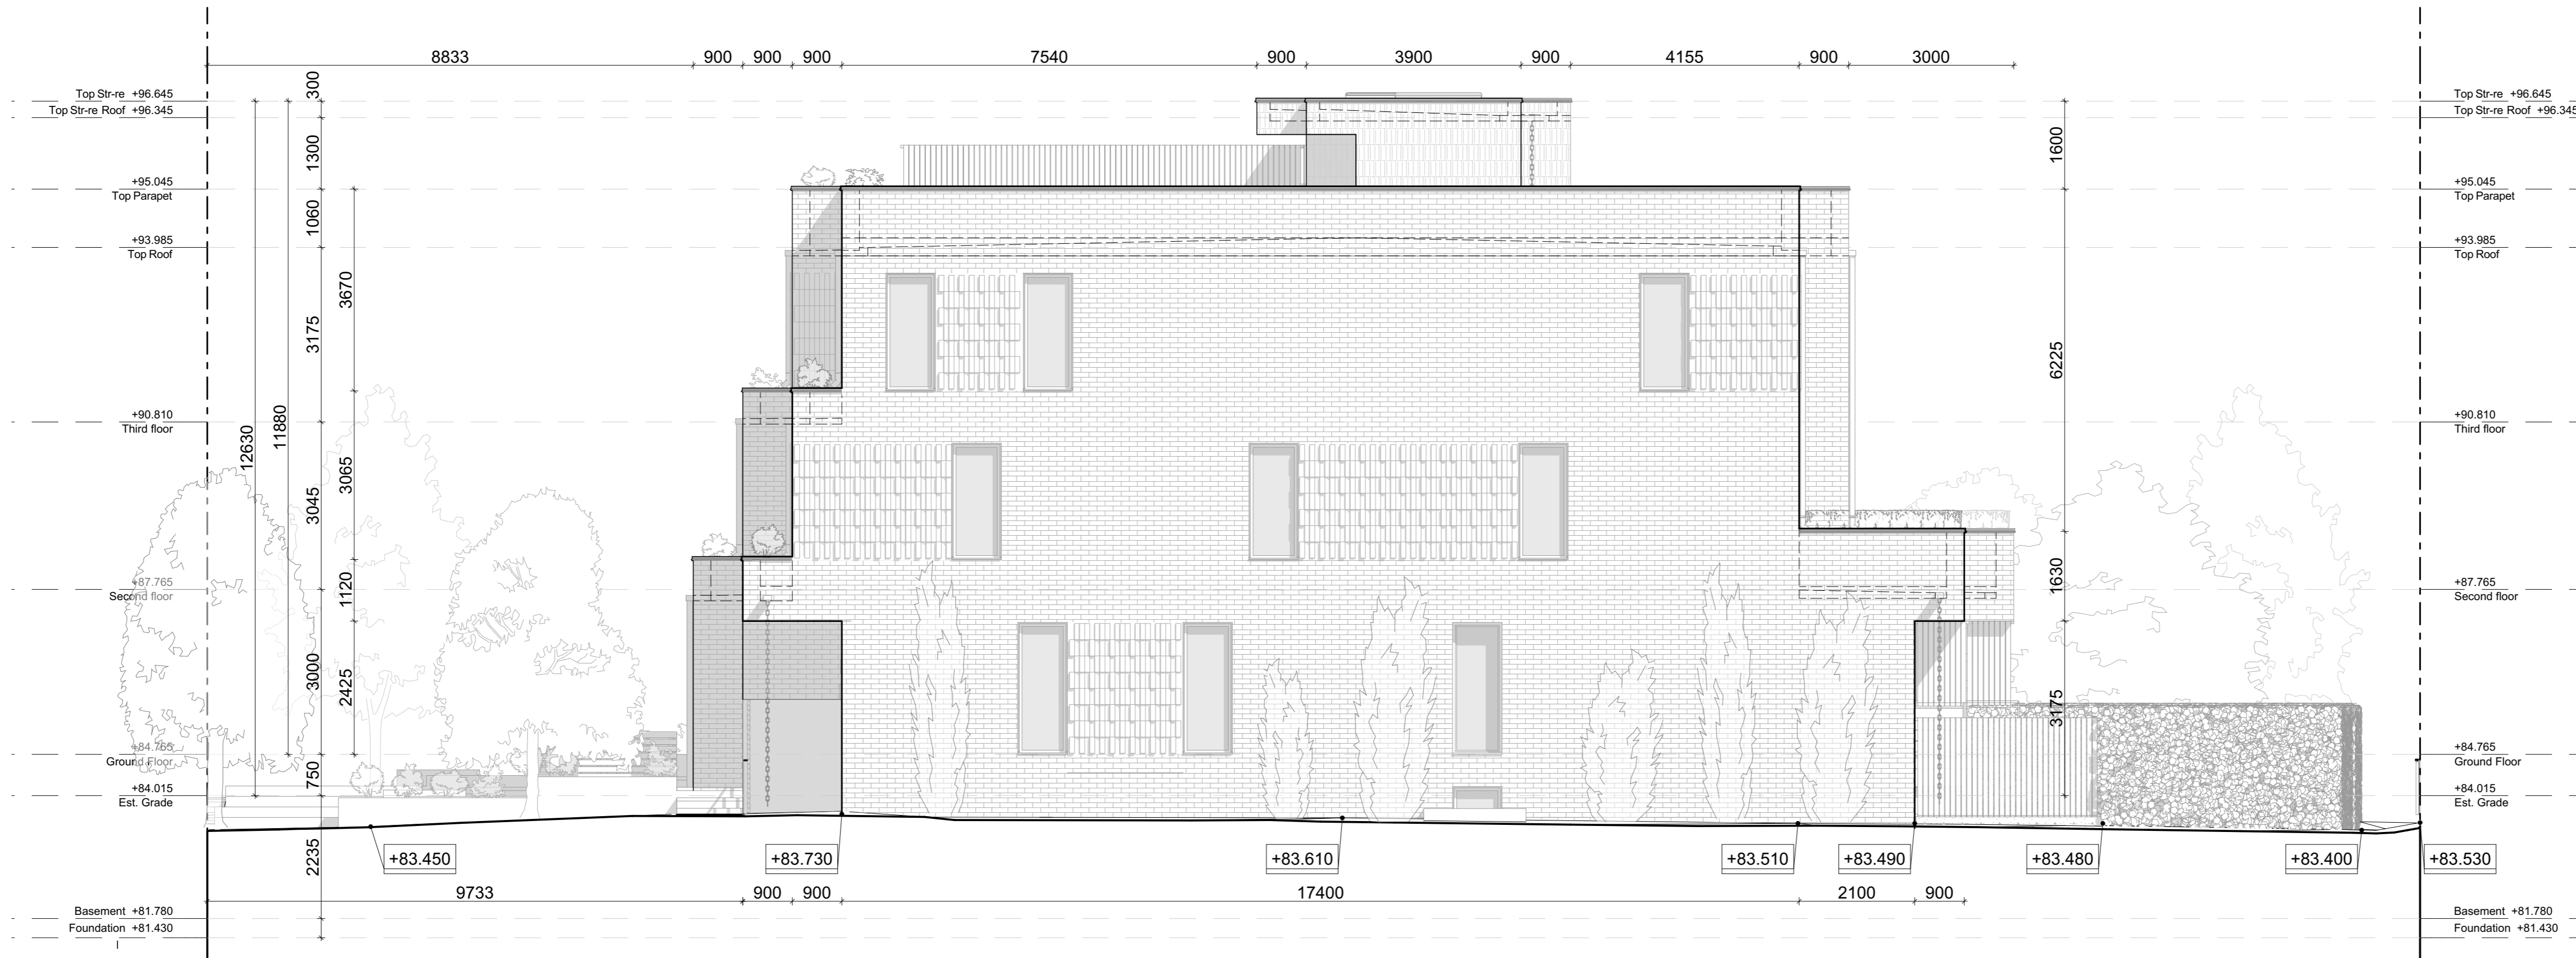 8833 900 900 900 7540 900 3900 900 4155 900 3000
Top Str-re +96.645
Top Str-re Roof +96.345
+95.045
Top Parapet
+93.985
Top Roof
+90.810
Third floor
+87.765
Second floor
+84.765
Ground Floor
+84.015
Est. Grade
Basement +81.780
Foundation +81.430
12630
11880
300
1300
1060
3175
3045
3000
750
2235
3670
3065
1120
2425
1600
6225
1630
3175
Top Str-re +96.645
Top Str-re Roof +96.345
+95.045
Top Parapet
+93.985
Top Roof
+90.810
Third floor
+87.765
Second floor
+84.765
Ground Floor
+84.015
Est. Grade
Basement +81.780
Foundation +81.430
+83.450 +83.730 +83.610 +83.510 +83.490 +83.480 +83.400 +83.530
9733 900 900 17400 2100 900